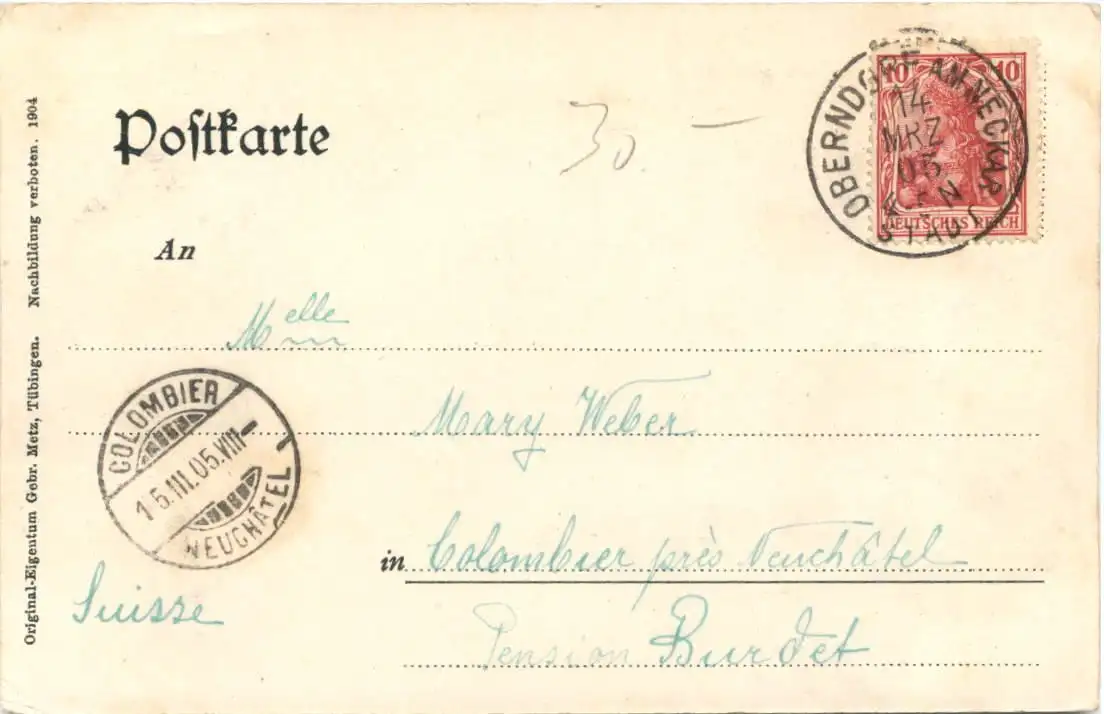 Postkarte
30.—
OBERNDORF AM NECKAR
10 10
14
MRZ
05
N
STADT
DEUTSCHES REICH
An
Melle
Mary Weber
COLOMBIER
15.III.05.VIII—
NEUCHÂTEL
in Colombier près Neuchâtel
Suisse
Pension Burdet
Original-Eigentum Gebr. Metz, Tübingen. Nachbildung verboten. 1904